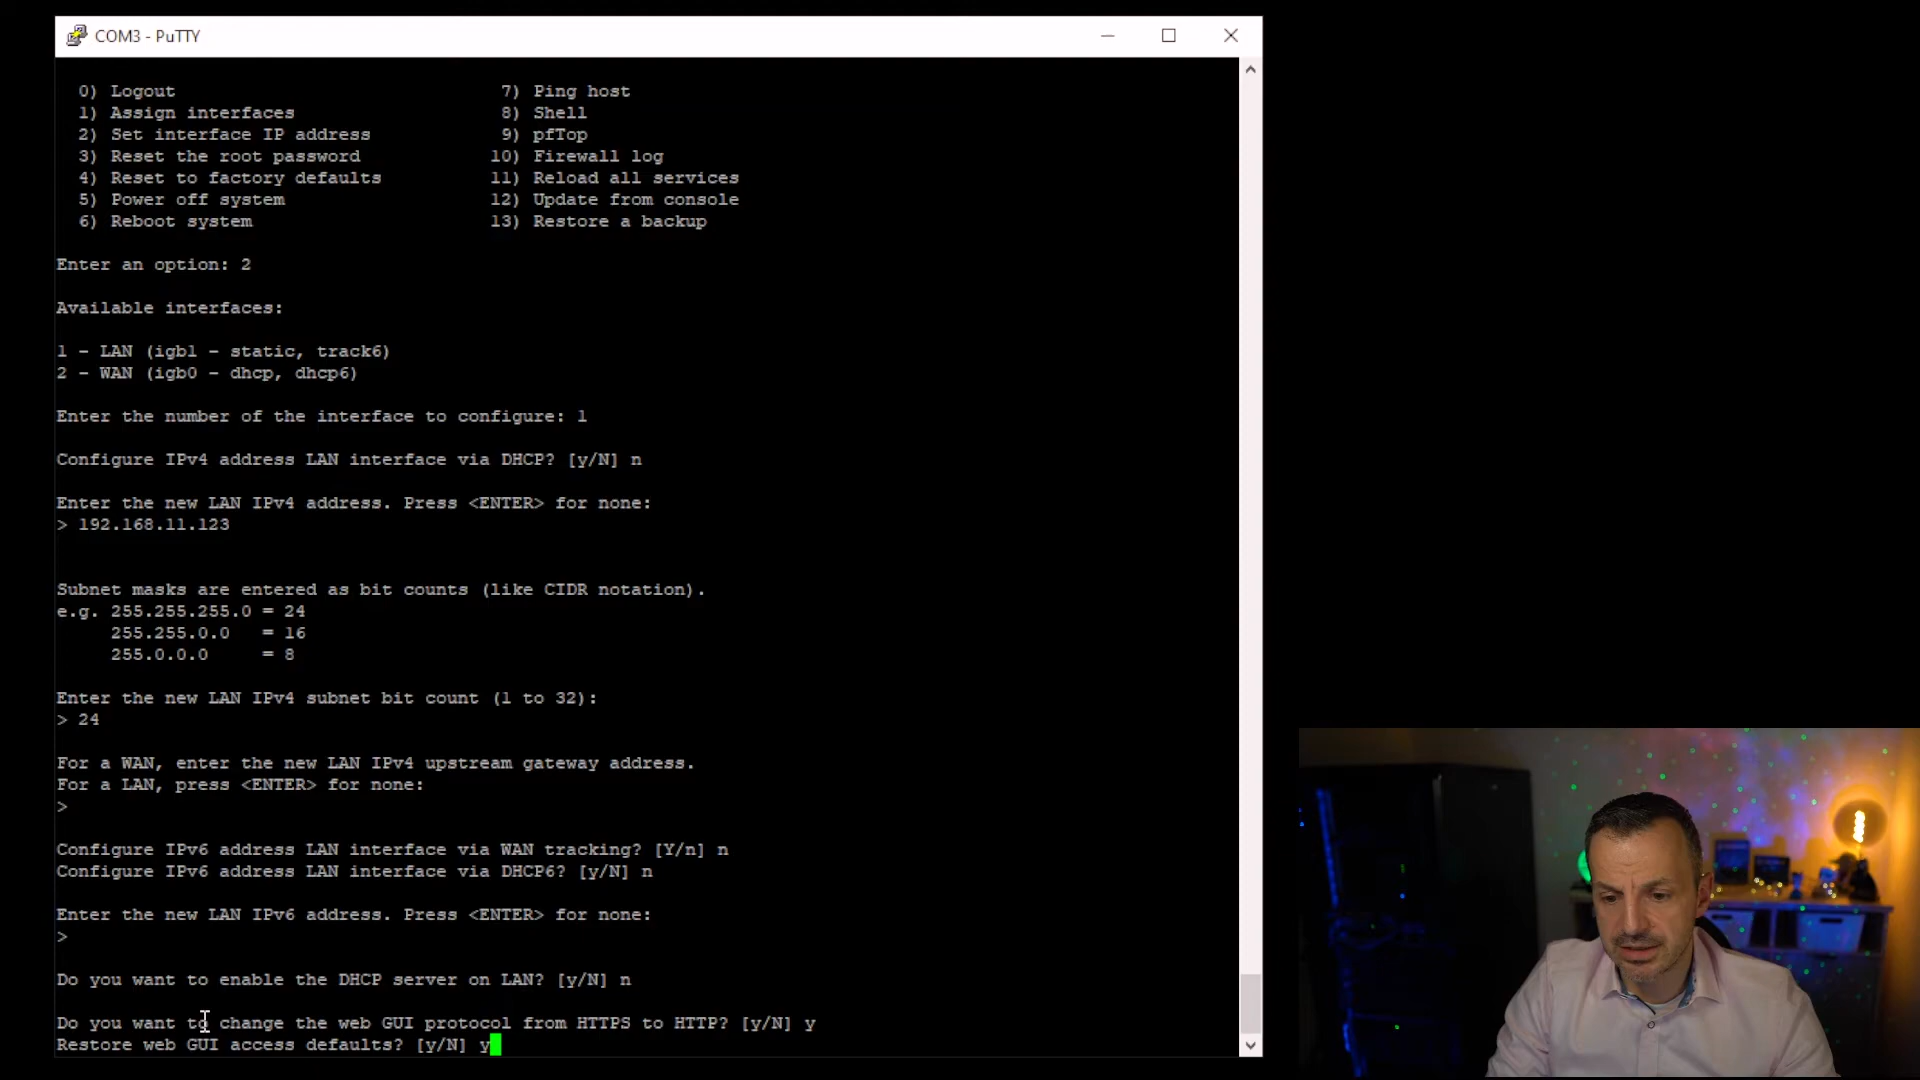 COM3 - PuTTY
0) Logout 7) Ping host
1) Assign interfaces 8) Shell
2) Set interface IP address 9) pfTop
3) Reset the root password 10) Firewall log
4) Reset to factory defaults 11) Reload all services
5) Power off system 12) Update from console
6) Reboot system 13) Restore a backup
Enter an option: 2
Available interfaces:
1 - LAN (igb1 - static, track6)
2 - WAN (igb0 - dhcp, dhcp6)
Enter the number of the interface to configure: 1
Configure IPv4 address LAN interface via DHCP? [y/N] n
Enter the new LAN IPv4 address. Press <ENTER> for none:
> 192.168.11.123
Subnet masks are entered as bit counts (like CIDR notation).
e.g. 255.255.255.0 = 24
255.255.0.0 = 16
255.0.0.0 = 8
Enter the new LAN IPv4 subnet bit count (1 to 32):
> 24
For a WAN, enter the new LAN IPv4 upstream gateway address.
For a LAN, press <ENTER> for none:
>
Configure IPv6 address LAN interface via WAN tracking? [Y/n] n
Configure IPv6 address LAN interface via DHCP6? [y/N] n
Enter the new LAN IPv6 address. Press <ENTER> for none:
>
Do you want to enable the DHCP server on LAN? [y/N] n
Do you want to change the web GUI protocol from HTTPS to HTTP? [y/N] y
Restore web GUI access defaults? [y/N] y